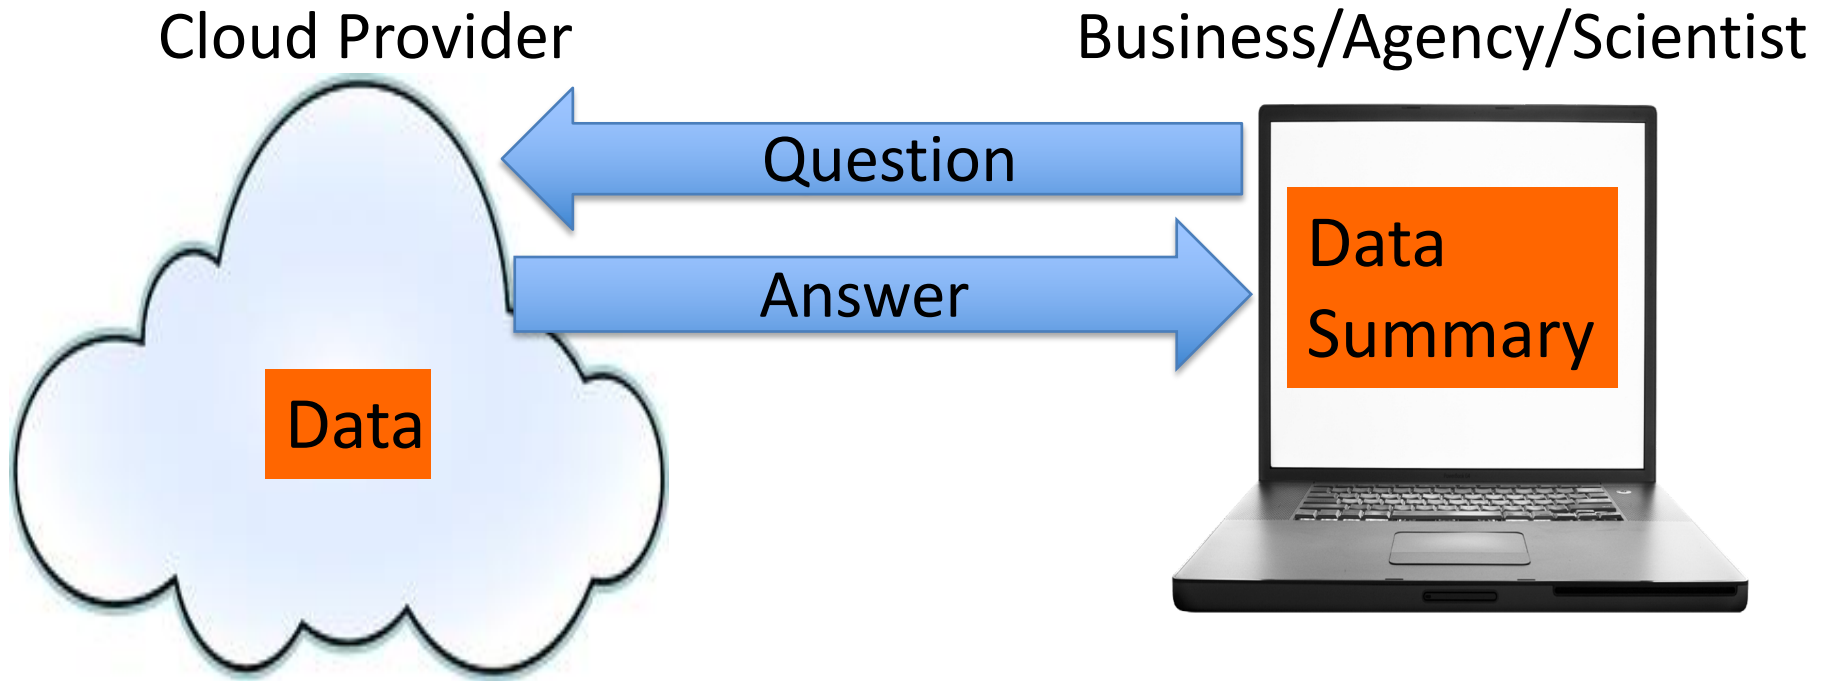 Cloud Provider
Business/Agency/Scientist
Question
Answer
Data
Summary
Data